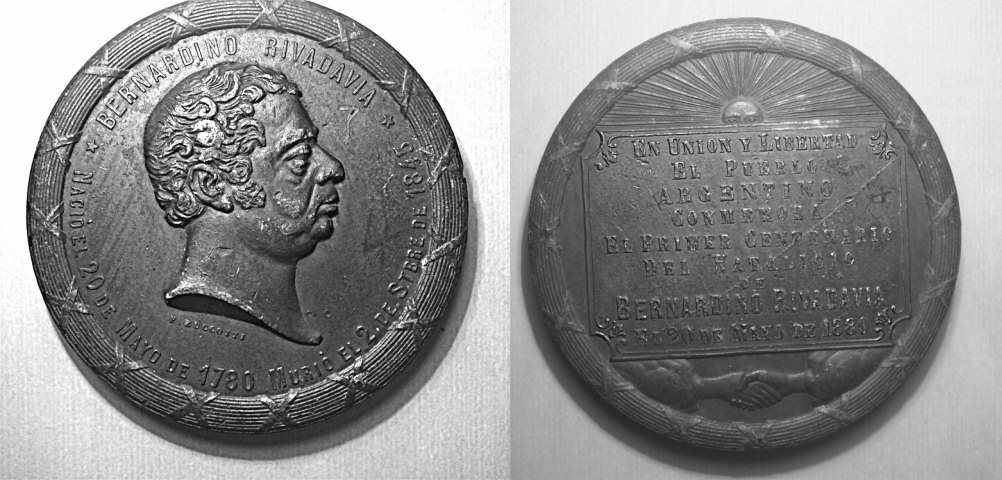 ★ BERNARDINO RIVADAVIA ★
NACIÓ EL 20 DE MAYO DE 1780 MURIÓ EL 2 DE STBRE DE 1845
EN UNION Y LIBERTAD
EL PUEBLO
ARGENTINO
CONMEMORA
EL PRIMER CENTENARIO
DEL NATALICIO
DE
BERNARDINO RIVADAVIA
EL 20 DE MAYO DE 1880